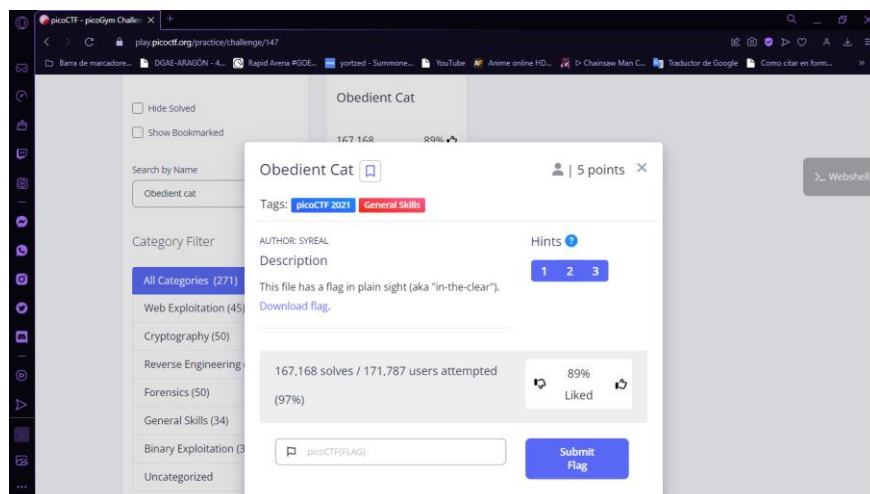 picoCTF - picoGym Challen
play.picoctf.org/practice/challenge/147
Barra de marcadore... DGAE-ARAGÓN - 4... Rapid Arena #GOE... yortzed - Summone... YouTube Anime online HD... ▷ Chainsaw Man C... Traductor de Google Como citar en form... »
Hide Solved
Show Bookmarked
Search by Name
Obedient cat
Category Filter
All Categories (271)
Web Exploitation (45)
Cryptography (50)
Reverse Engineering
Forensics (50)
General Skills (34)
Binary Exploitation (3
Uncategorized
Obedient Cat
167,168 89%
>_ Webshell
Obedient Cat | 5 points
Tags: picoCTF 2021 General Skills
AUTHOR: SYREAL
Description
This file has a flag in plain sight (aka "in-the-clear").
Download flag.
Hints ?
1 2 3
167,168 solves / 171,787 users attempted
(97%)
89%
Liked
picoCTF{FLAG}
Submit
Flag